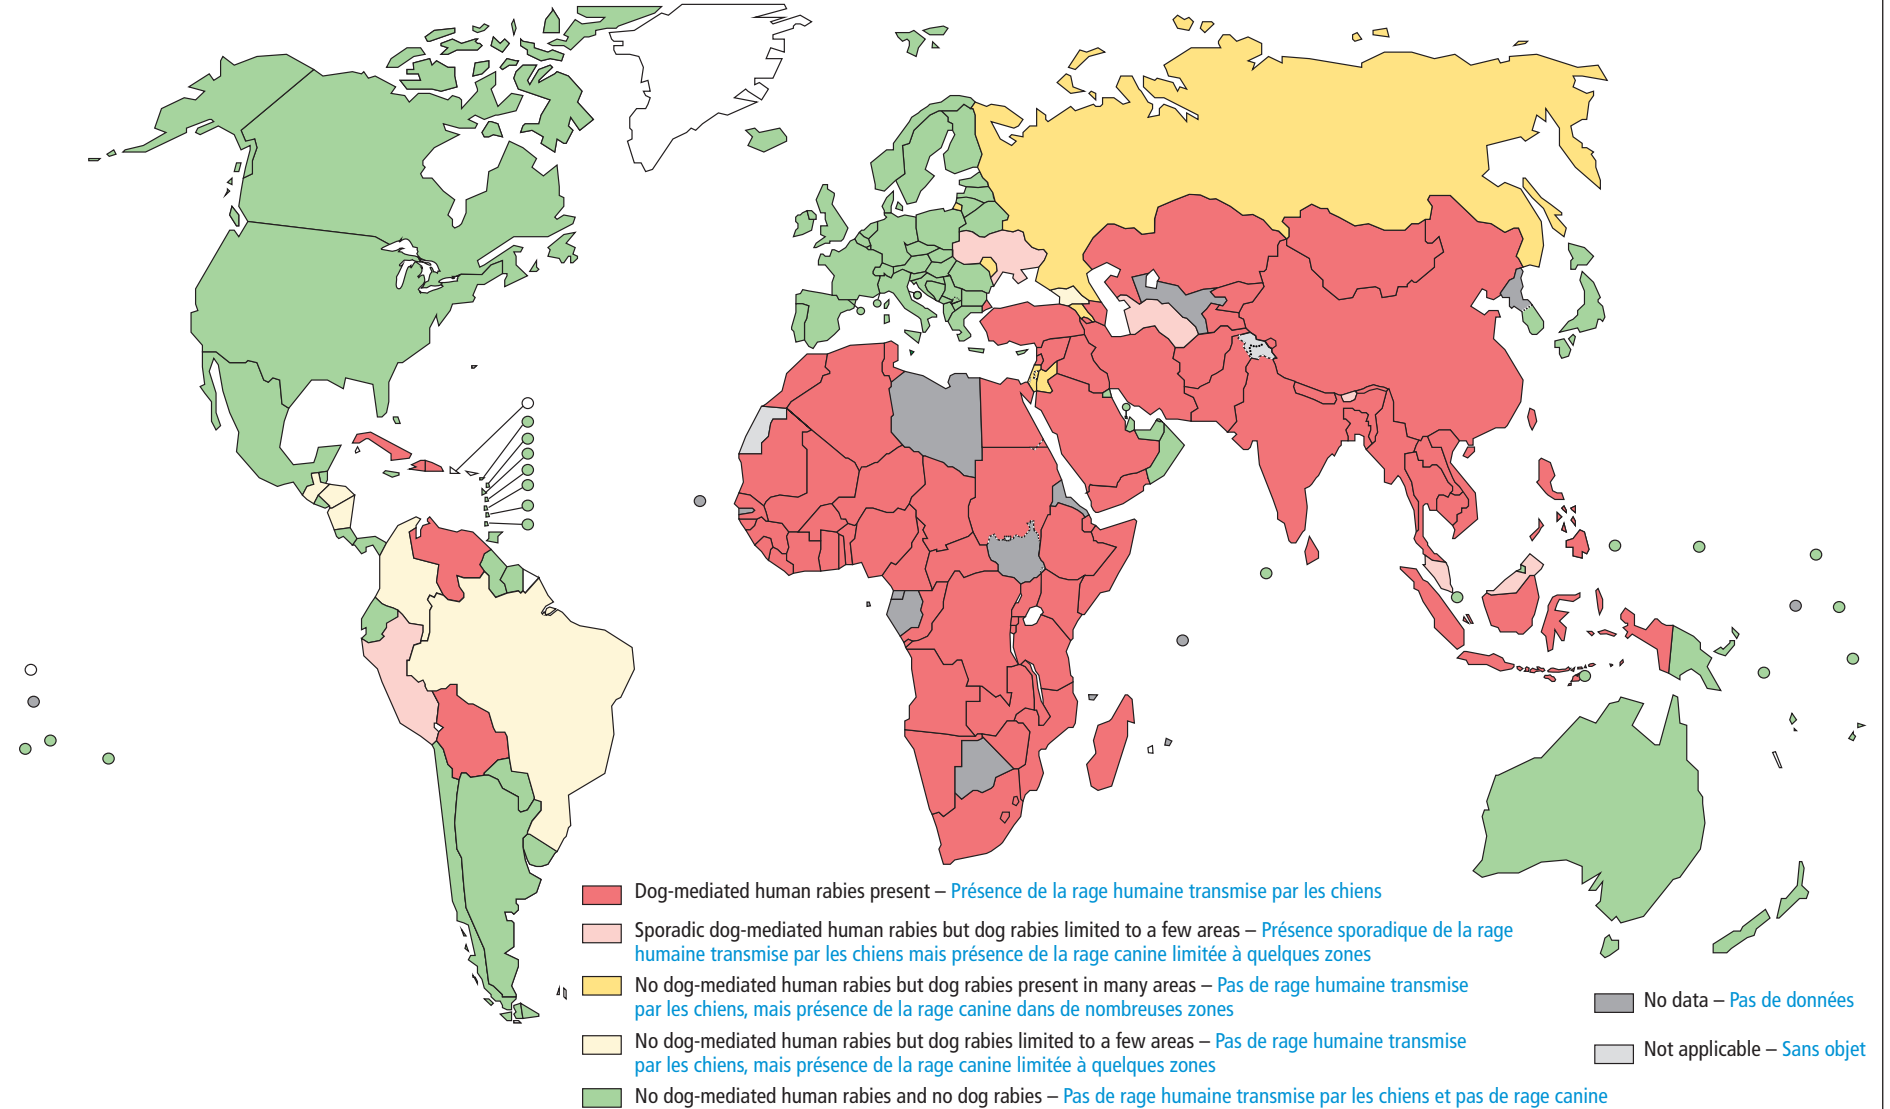 Dog-mediated human rabies present – Présence de la rage humaine transmise par les chiens
Sporadic dog-mediated human rabies but dog rabies limited to a few areas – Présence sporadique de la rage
humaine transmise par les chiens mais présence de la rage canine limitée à quelques zones
No dog-mediated human rabies but dog rabies present in many areas – Pas de rage humaine transmise
par les chiens, mais présence de la rage canine dans de nombreuses zones
No dog-mediated human rabies but dog rabies limited to a few areas – Pas de rage humaine transmise
par les chiens, mais présence de la rage canine limitée à quelques zones
No dog-mediated human rabies and no dog rabies – Pas de rage humaine transmise par les chiens et pas de rage canine
No data – Pas de données
Not applicable – Sans objet